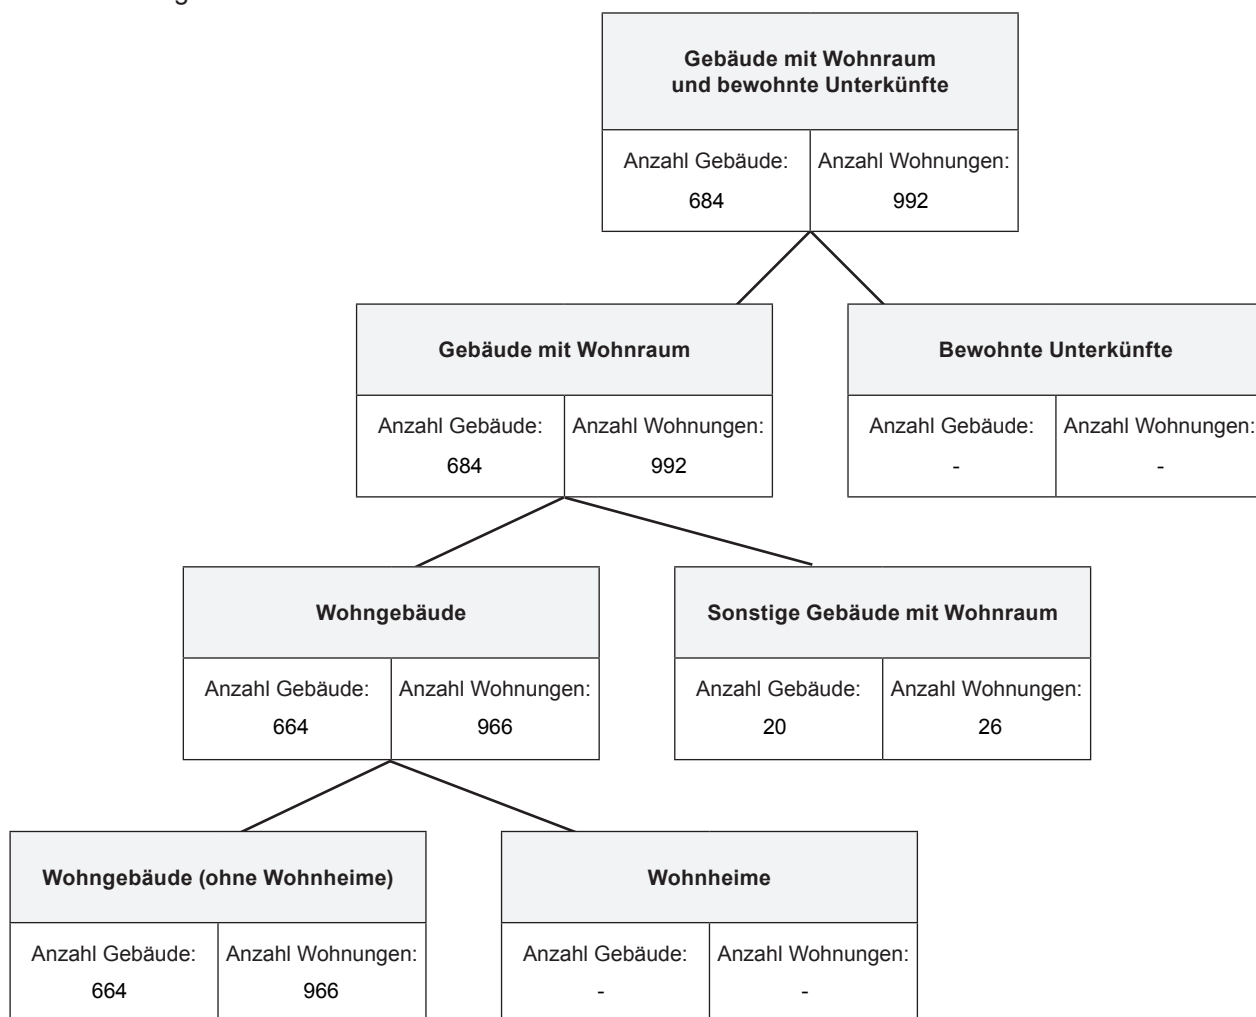 Gebäude mit Wohnraum
und bewohnte Unterkünfte
Anzahl Gebäude: Anzahl Wohnungen:
684 992
Gebäude mit Wohnraum
Anzahl Gebäude: Anzahl Wohnungen:
684 992
Bewohnte Unterkünfte
Anzahl Gebäude: Anzahl Wohnungen:
- -
Wohngebäude
Anzahl Gebäude: Anzahl Wohnungen:
664 966
Sonstige Gebäude mit Wohnraum
Anzahl Gebäude: Anzahl Wohnungen:
20 26
Wohngebäude (ohne Wohnheime)
Anzahl Gebäude: Anzahl Wohnungen:
664 966
Wohnheime
Anzahl Gebäude: Anzahl Wohnungen:
- -